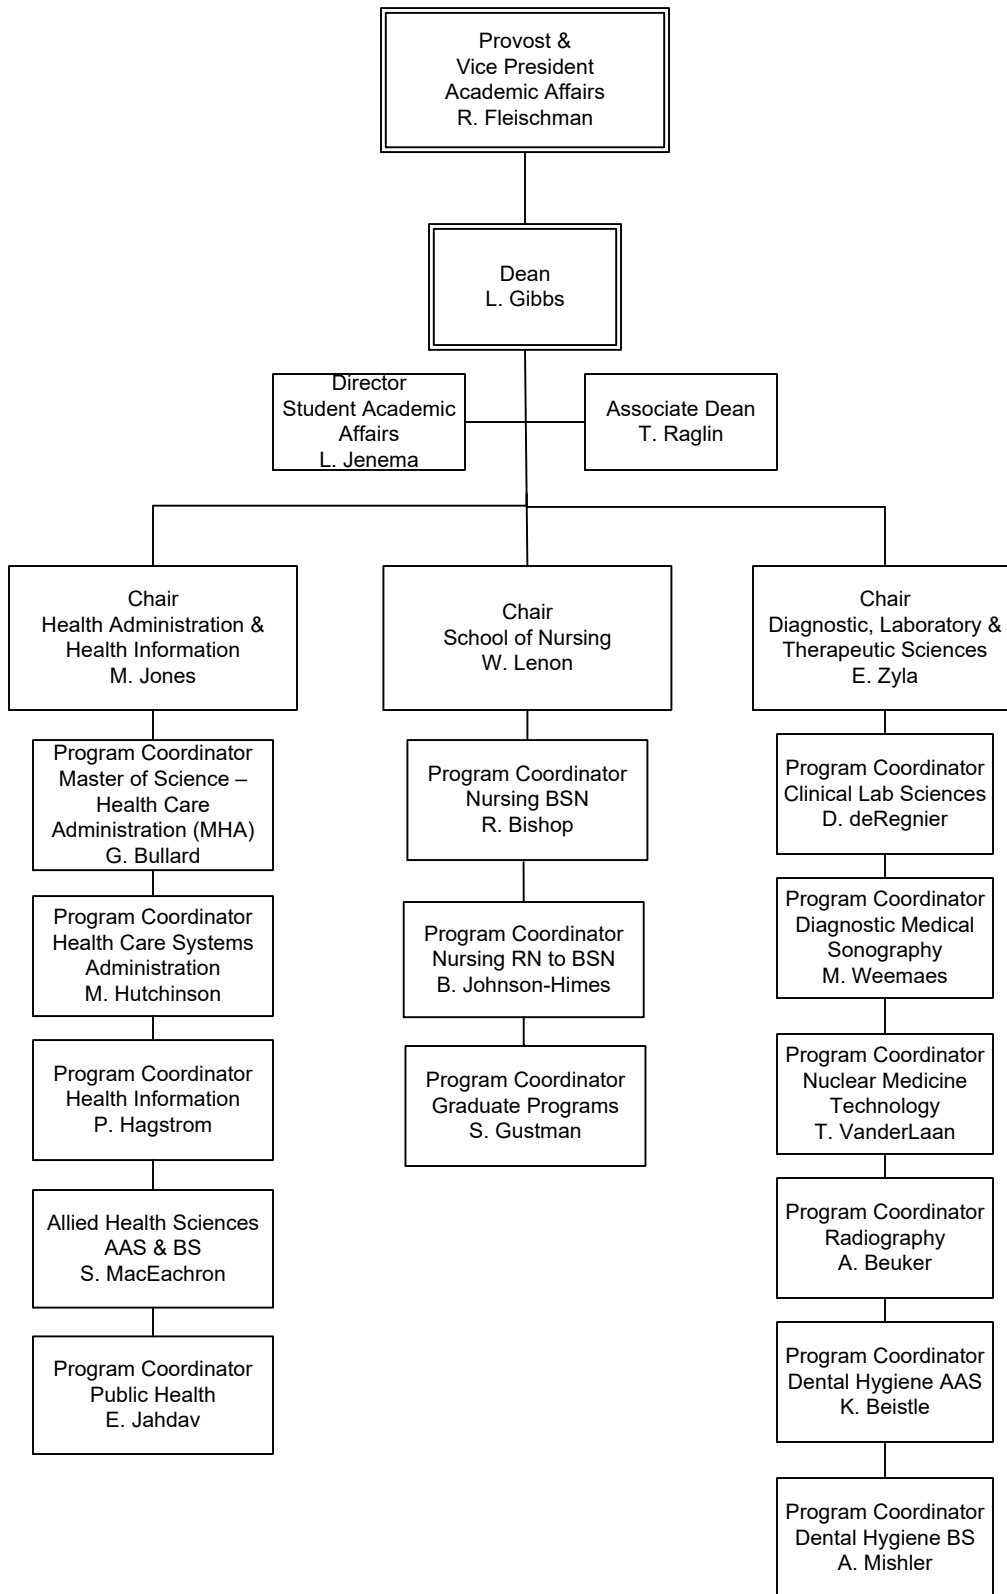 Provost &
Vice President
Academic Affairs
R. Fleischman
Dean
L. Gibbs
Director
Student Academic
Affairs
L. Jenema
Associate Dean
T. Raglin
Chair
Health Administration &
Health Information
M. Jones
Chair
School of Nursing
W. Lenon
Chair
Diagnostic, Laboratory &
Therapeutic Sciences
E. Zyla
Program Coordinator
Master of Science –
Health Care
Administration (MHA)
G. Bullard
Program Coordinator
Health Care Systems
Administration
M. Hutchinson
Program Coordinator
Health Information
P. Hagstrom
Allied Health Sciences
AAS & BS
S. MacEachron
Program Coordinator
Public Health
E. Jahdav
Program Coordinator
Nursing BSN
R. Bishop
Program Coordinator
Nursing RN to BSN
B. Johnson-Himes
Program Coordinator
Graduate Programs
S. Gustman
Program Coordinator
Clinical Lab Sciences
D. deRegnier
Program Coordinator
Diagnostic Medical
Sonography
M. Weemaes
Program Coordinator
Nuclear Medicine
Technology
T. VanderLaan
Program Coordinator
Radiography
A. Beuker
Program Coordinator
Dental Hygiene AAS
K. Beistle
Program Coordinator
Dental Hygiene BS
A. Mishler